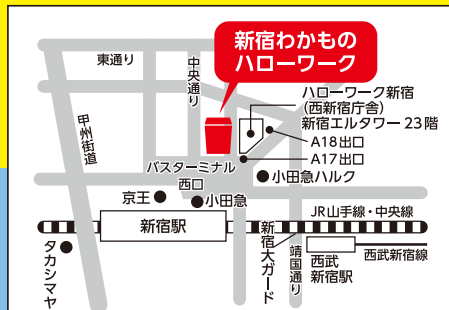 新宿わかもの
ハローワーク
東通り
中央通り
甲州街道
ハローワーク新宿
(西新宿庁舎)
新宿エルタワー 23階
A18出口
A17出口
バスターミナル
小田急ハルク
西口
京王
小田急
新宿駅
JR山手線・中央線
タカシマヤ
新宿大ガード
靖国通り
西武
新宿駅
西武新宿線